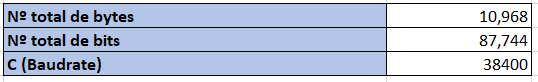 Nº total de bytes 10,968
Nº total de bits 87,744
C (Baudrate) 38400